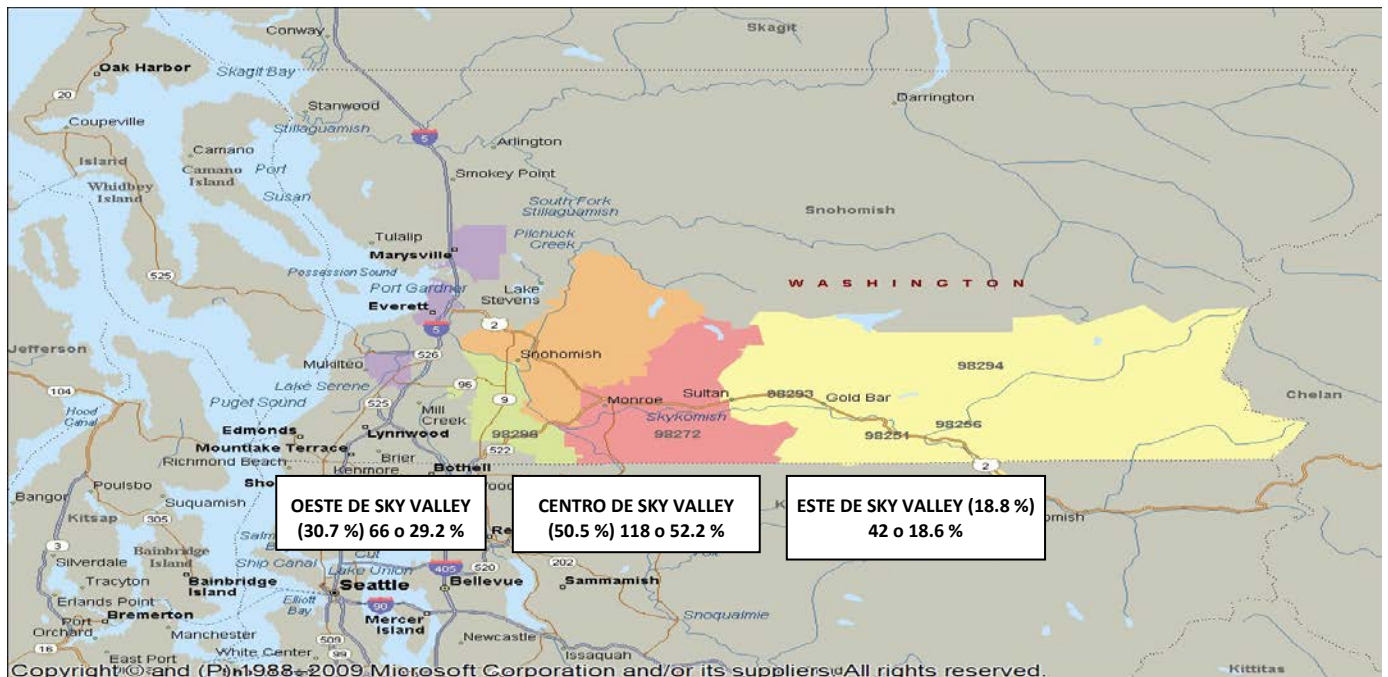 Conway
Skagit
Oak Harbor
Skagit Bay
20
Darrington
Stanwood
Coupeville
Stillaguamish
5
Arlington
Camano
Island
Camano
Island
Port
Whidbey
Island
Smokey Point
Susan
South Fork
Stillaguamish
Snohomish
Tulalip
Pilchuck
Creek
Marysville
525
Possession Sound
WASHINGTON
Port Gardner
Lake
Stevens
Everett
2
5
Jefferson
526
Snohomish
Mukilteo
98294
Lake Serene
96
Chelan
104
Sultan
98293
Gold Bar
Hood
Canal
Puget Sound
525
Mill
Creek
9
Monroe
Skykomish
98256
Edmonds
Lynnwood
98296
98272
98251
Mountlake Terrace
Brier
522
2
Richmond Beach
Kenmore
Bothell
Bangor
Poulsbo
Suquamish
Sho
OESTE DE SKY VALLEY
(30.7 %) 66 o 29.2 %
CENTRO DE SKY VALLEY
(50.5 %) 118 o 52.2 %
ESTE DE SKY VALLEY (18.8 %)
42 o 18.6 %
Kitsap
305
omish
3
Bainbridge
Island
Silverdale
Ship Canal
Cut
Lake Union
520
202
Tracyton
Bainbridge
Island
Seattle
405
Bellevue
Sammamish
Erlands Point
Elliott
Bay
90
Snoqualmie
Port
Orchard
Bremerton
Mercer
Island
Manchester
Newcastle
16
509
99
White Center
East Port
Issaquah
Kittitas
Copyright © and (P) 1988–2009 Microsoft Corporation and/or its suppliers. All rights reserved.